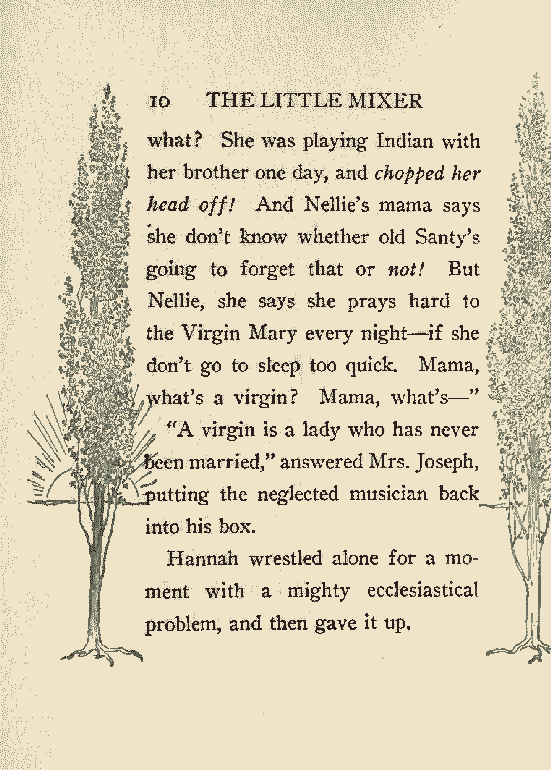 10 THE LITTLE MIXER
what? She was playing Indian with
her brother one day, and chopped her
head off! And Nellie's mama says
she don't know whether old Santy's
going to forget that or not! But
Nellie, she says she prays hard to
the Virgin Mary every night—if she
don't go to sleep too quick. Mama,
what's a virgin? Mama, what's—"
"A virgin is a lady who has never
been married," answered Mrs. Joseph,
putting the neglected musician back
into his box.
Hannah wrestled alone for a mo-
ment with a mighty ecclesiastical
problem, and then gave it up.